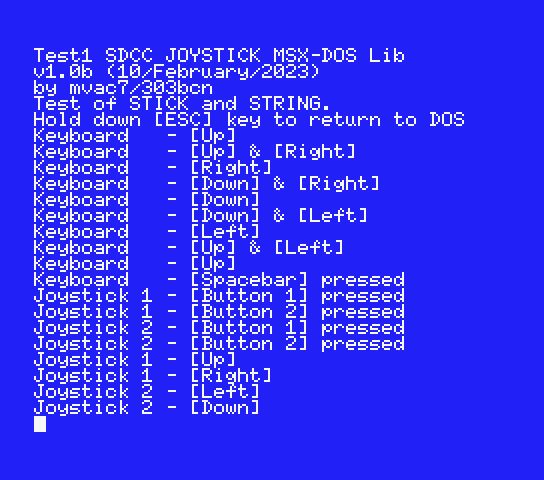 Test1 SDCC JOYSTICK MSX-DOS Lib
v1.0b (10/February/2023)
by mvac7/303bcn
Test of STICK and STRING.
Hold down [ESC] key to return to DOS
Keyboard   - [Up]
Keyboard   - [Up] & [Right]
Keyboard   - [Right]
Keyboard   - [Down] & [Right]
Keyboard   - [Down]
Keyboard   - [Down] & [Left]
Keyboard   - [Left]
Keyboard   - [Up] & [Left]
Keyboard   - [Up]
Keyboard   - [Spacebar] pressed
Joystick 1 - [Button 1] pressed
Joystick 1 - [Button 2] pressed
Joystick 2 - [Button 1] pressed
Joystick 2 - [Button 2] pressed
Joystick 1 - [Up]
Joystick 1 - [Right]
Joystick 2 - [Left]
Joystick 2 - [Down]